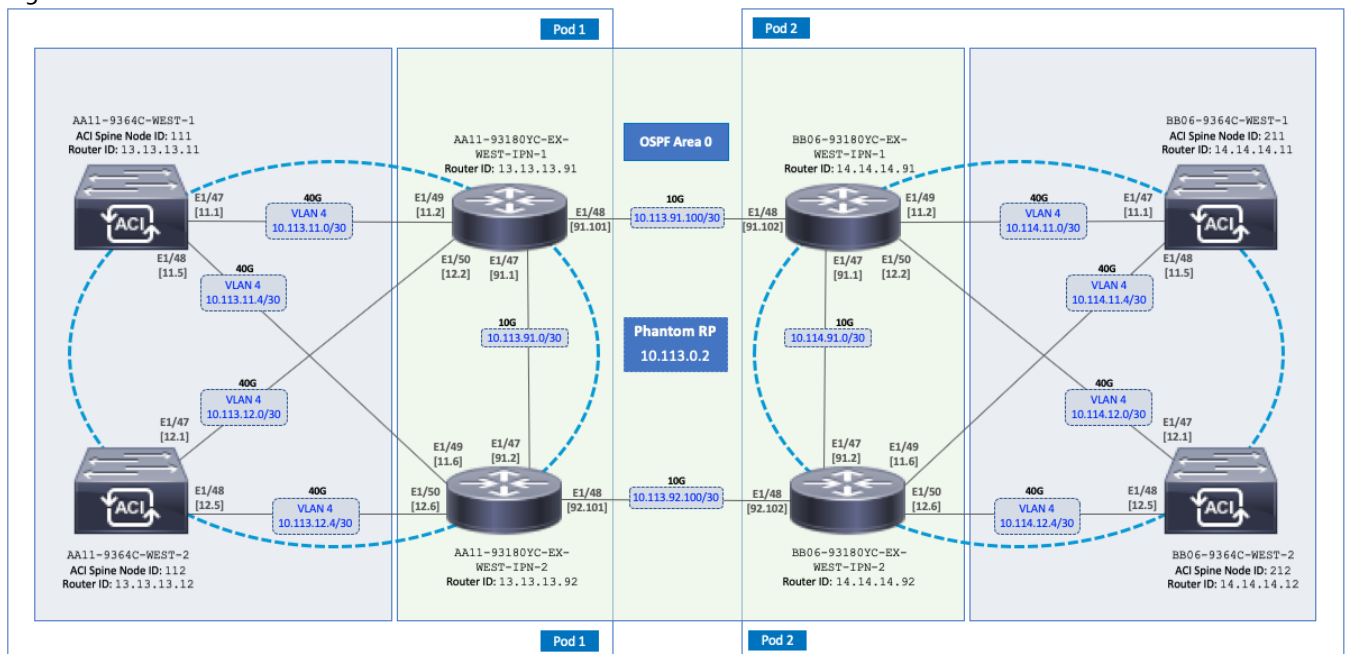 Pod 1
Pod 2
AA11-9364C-WEST-1
ACI Spine Node ID: 111
Router ID: 13.13.13.11
ACI
E1/47
[11.1]
40G
VLAN 4
10.113.11.0/30
E1/49
[11.2]
E1/48
[11.5]
40G
VLAN 4
10.113.11.4/30
AA11-93180YC-EX-
WEST-IPN-1
Router ID: 13.13.13.91
E1/50
[12.2]
E1/47
[91.1]
E1/48
[91.101]
OSPF Area 0
10G
10.113.91.100/30
BB06-93180YC-EX-
WEST-IPN-1
Router ID: 14.14.14.91
E1/48
[91.102]
E1/49
[11.2]
E1/47
[91.1]
E1/50
[12.2]
40G
VLAN 4
10.114.11.0/30
BB06-9364C-WEST-1
ACI Spine Node ID: 211
Router ID: 14.14.14.11
ACI
E1/47
[11.1]
E1/48
[11.5]
40G
VLAN 4
10.114.11.4/30
10G
10.113.91.0/30
Phantom RP
10.113.0.2
10G
10.114.91.0/30
40G
VLAN 4
10.113.12.0/30
40G
VLAN 4
10.114.12.0/30
E1/47
[12.1]
ACI
E1/48
[12.5]
40G
VLAN 4
10.113.12.4/30
AA11-9364C-WEST-2
ACI Spine Node ID: 112
Router ID: 13.13.13.12
E1/49
[11.6]
E1/47
[91.2]
E1/50
[12.6]
E1/48
[92.101]
AA11-93180YC-EX-
WEST-IPN-2
Router ID: 13.13.13.92
10G
10.113.92.100/30
E1/47
[91.2]
E1/49
[11.6]
E1/48
[92.102]
E1/50
[12.6]
BB06-93180YC-EX-
WEST-IPN-2
Router ID: 14.14.14.92
40G
VLAN 4
10.114.12.4/30
E1/47
[12.1]
E1/48
[12.5]
ACI
BB06-9364C-WEST-2
ACI Spine Node ID: 212
Router ID: 14.14.14.12
Pod 1
Pod 2